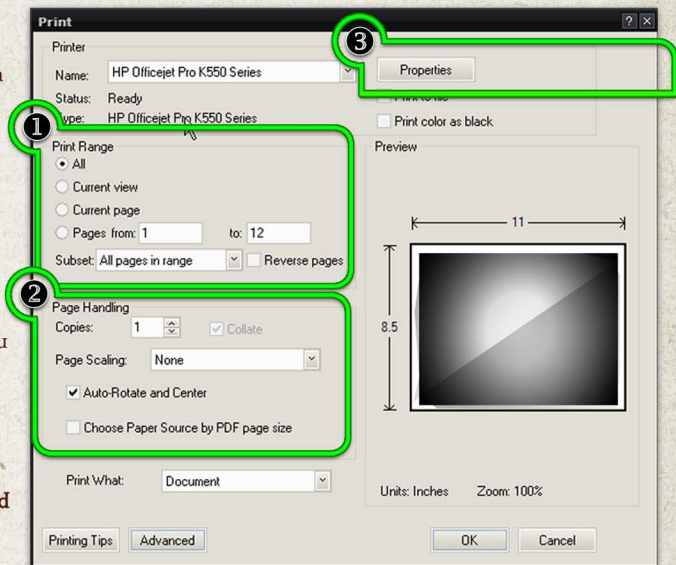 Print
?
3
Printer
Name: HP Officejet Pro K550 Series
Properties
Status: Ready
Type: HP Officejet Pro K550 Series
Print color as black
1
Print Range
All
Current view
Current page
Pages from: 1 to: 12
Subset: All pages in range
Reverse pages
Preview
11
8.5
2
Page Handling
Copies: 1
Collate
Page Scaling: None
Auto-Rotate and Center
Choose Paper Source by PDF page size
Print What: Document
Units: Inches Zoom: 100%
Printing Tips
Advanced
OK
Cancel